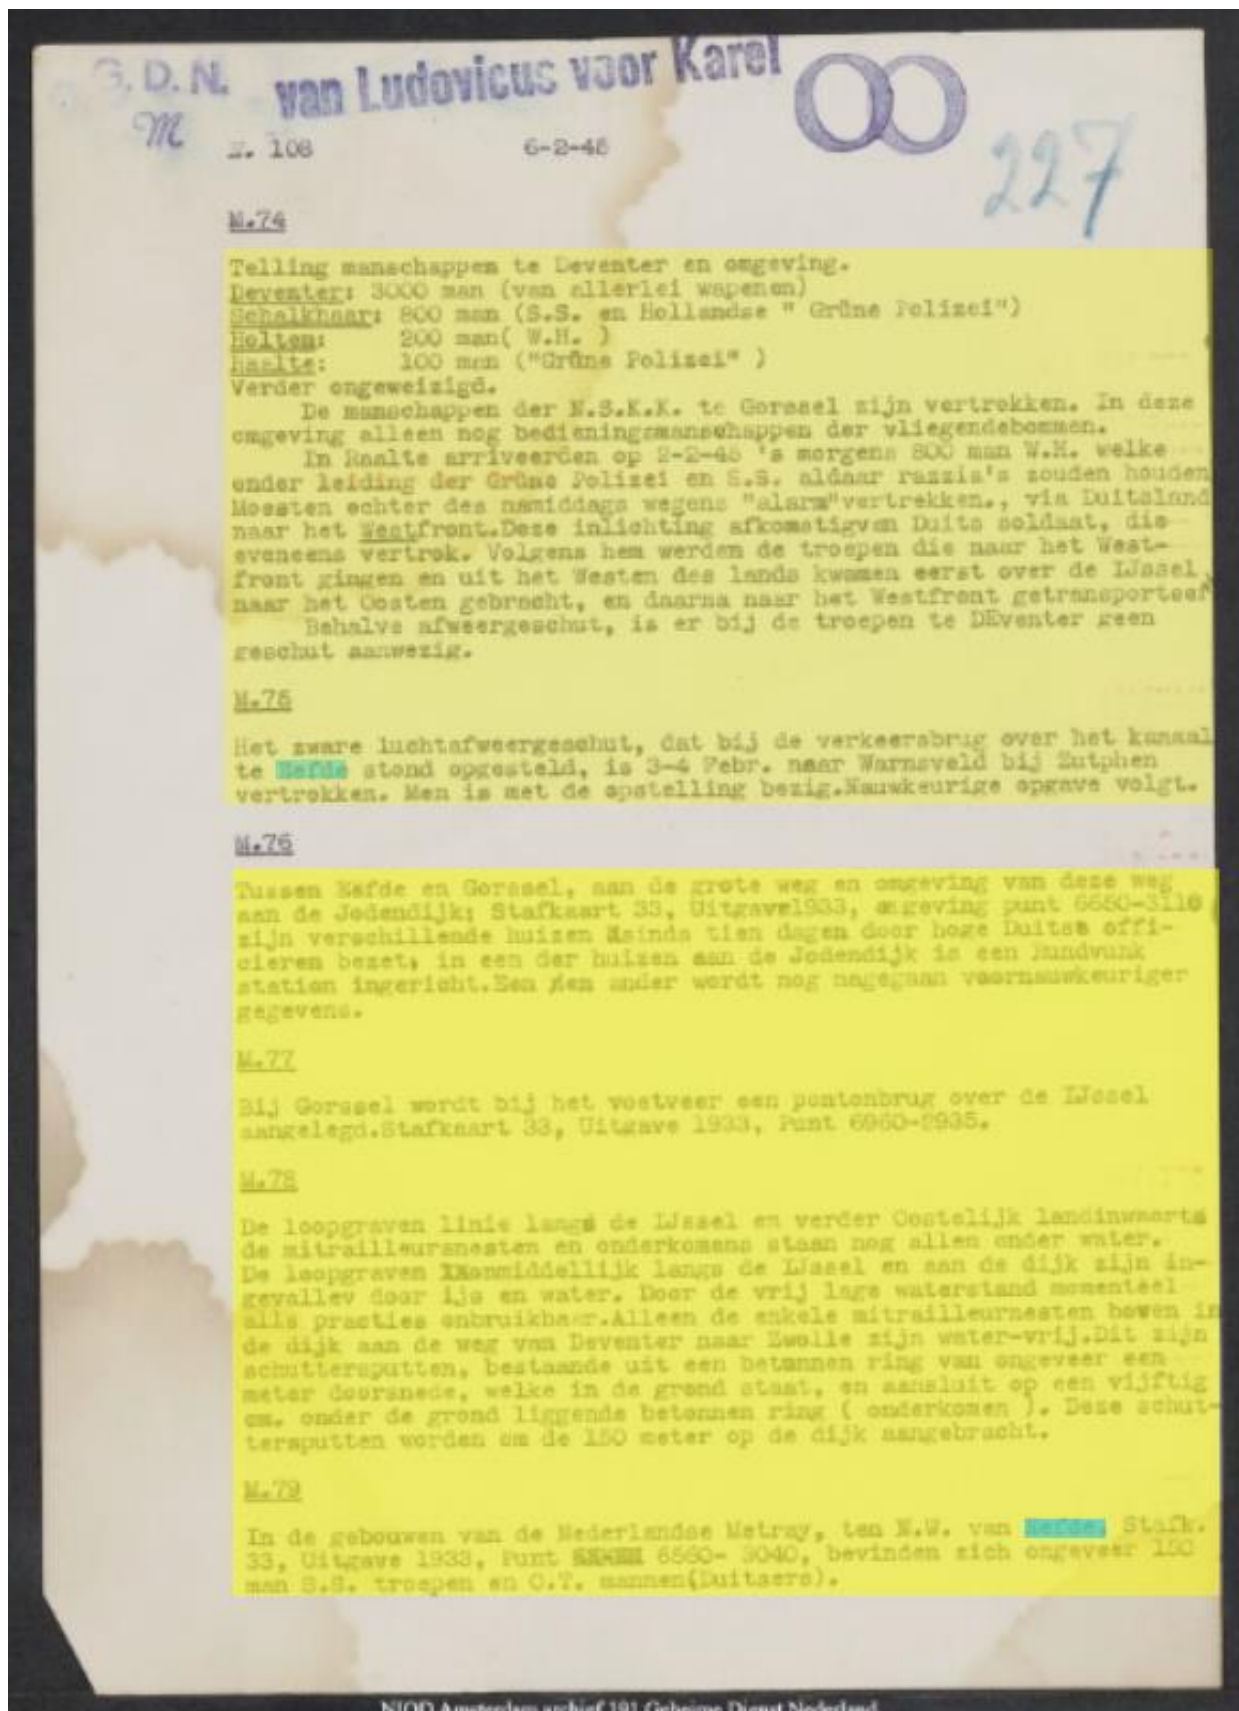 G. D. N.
van Ludovicus voor Karel
M
N. 108 6-2-45
227
M.74
Telling manschappen te Deventer en omgeving.
Deventer: 3000 man (van allerlei wapenen)
Schalkhaar: 800 man (S.S. en Hollandse " Grüne Polizei")
Holten: 200 man( W.H. )
Raalte: 100 man ("Grüne Polizei" )
Verder ongeweizigd.
De manschappen der N.S.K.K. te Gorssel zijn vertrokken. In deze
omgeving alleen nog bedieningsmanschappen der vliegendebommen.
In Raalte arriveerden op 2-2-45 's morgens 800 man W.H. welke
onder leiding der Grüne Polizei en S.S. aldaar razzia's zouden houden
Moesten echter des namiddags wegens "alarm"vertrekken., via Duitsland
naar het Westfront.Deze inlichting afkomstigvan Duits soldaat, die
eveneens vertrok. Volgens hem werden de troepen die naar het West-
front gingen en uit het Westen des lands kwamen eerst over de IJssel
naar het Oosten gebracht, en daarna naar het Westfront getransporteer
Behalve afweergeschut, is er bij de troepen te DEventer geen
geschut aanwezig.
M.75
Het zware luchtafweergeschut, dat bij de verkeersbrug over het kanaal
te Eefde stond opgesteld, is 3-4 Febr. naar Warnsveld bij Zutphen
vertrokken. Men is met de opstelling bezig.Nauwkeurige opgave volgt.
M.76
Tussen Eefde en Gorssel, aan de grote weg en omgeving van deze weg
aan de Jodendijk; Stafkaart 33, Uitgave1933, omgeving punt 6650-3110
zijn verschillende huizen sinds tien dagen door hoge Duitse offi-
cieren bezet, in een der huizen aan de Jodendijk is een Rundvunk
station ingericht.Een en ander wordt nog nagegaan voornauwkeuriger
gegevens.
M.77
Bij Gorssel wordt bij het voetveer een pontonbrug over de IJssel
aangelegd.Stafkaart 33, Uitgave 1933, Punt 6960-2935.
M.78
De loopgraven linie langs de IJssel en verder Oostelijk landinwaarts
de mitrailleursnesten en onderkomens staan nog allen onder water.
De loopgraven onmiddellijk langs de IJssel en aan de dijk zijn in-
gevallev door ijs en water. Door de vrij lage waterstand momenteel
alls practies onbruikbaar.Alleen de enkele mitrailleurnesten boven in
de dijk aan de weg van Deventer naar Zwolle zijn water-vrij.Dit zijn
schuttersputten, bestaande uit een betonnen ring van ongeveer een
meter doorsnede, welke in de grond staat, en aansluit op een vijftig
cm. onder de grond liggende betonnen ring ( onderkomen ). Deze schut-
tersputten worden om de 150 meter op de dijk aangebracht.
M.79
In de gebouwen van de Nederlandse Metray, ten N.W. van Eefde, Stafk.
33, Uitgave 1933, Punt 6560- 3040, bevinden zich ongeveer 150
man S.S. troepen en O.T. mannen(Duitsers).
NIOD Amsterdam archief 191 Geheime Dienst Nederland